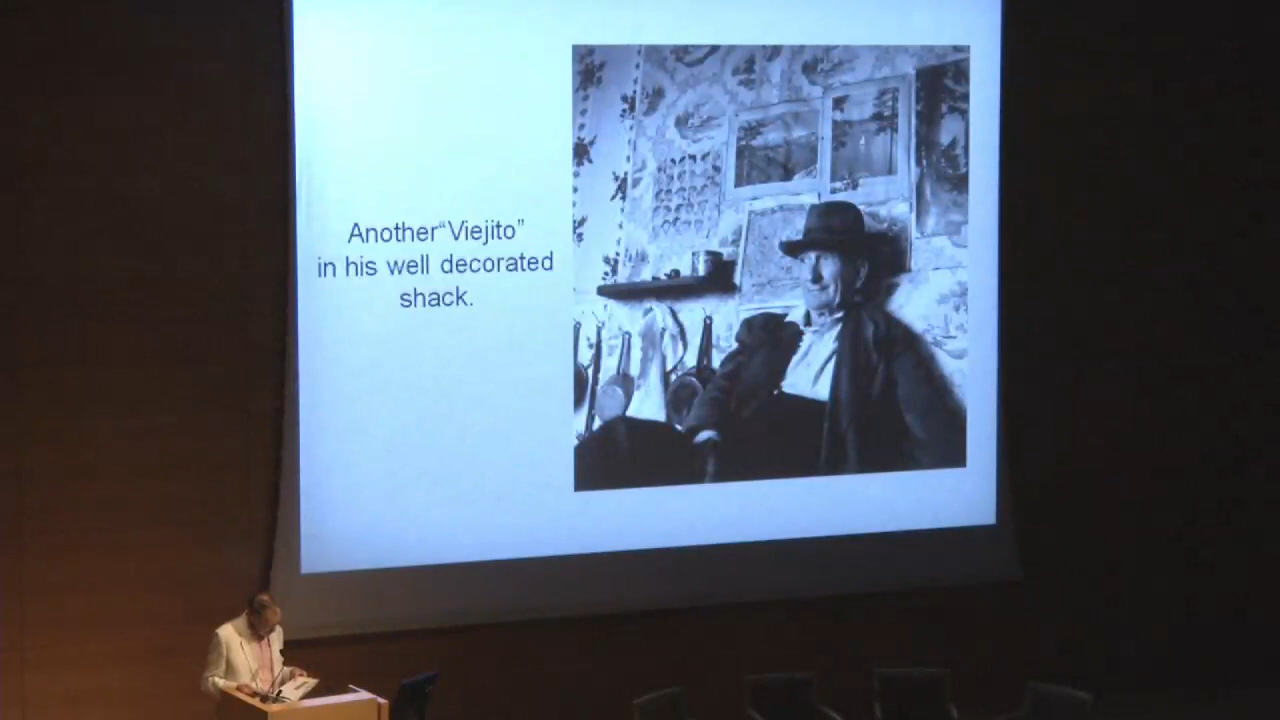 Another“Viejito”
in his well decorated
shack.